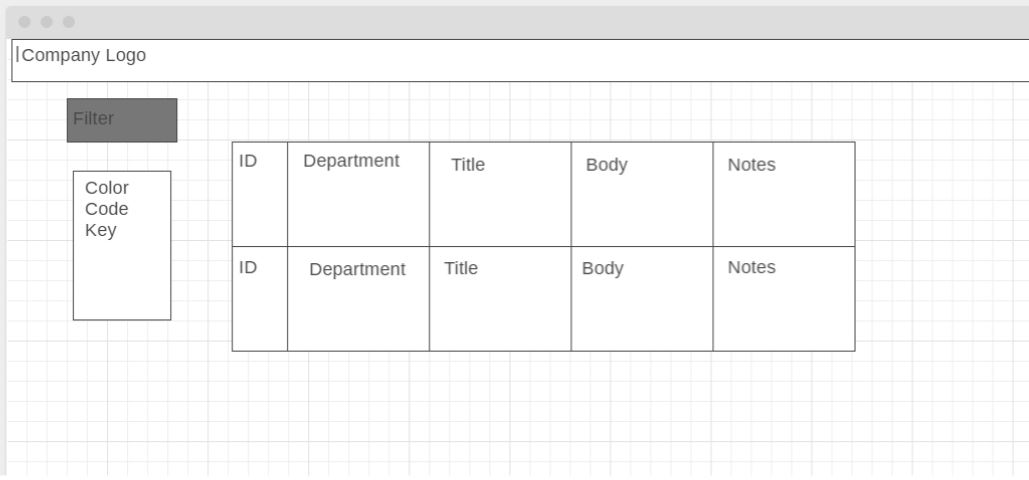 Company Logo
Filter
Color
Code
Key
ID Department Title Body Notes
ID Department Title Body Notes